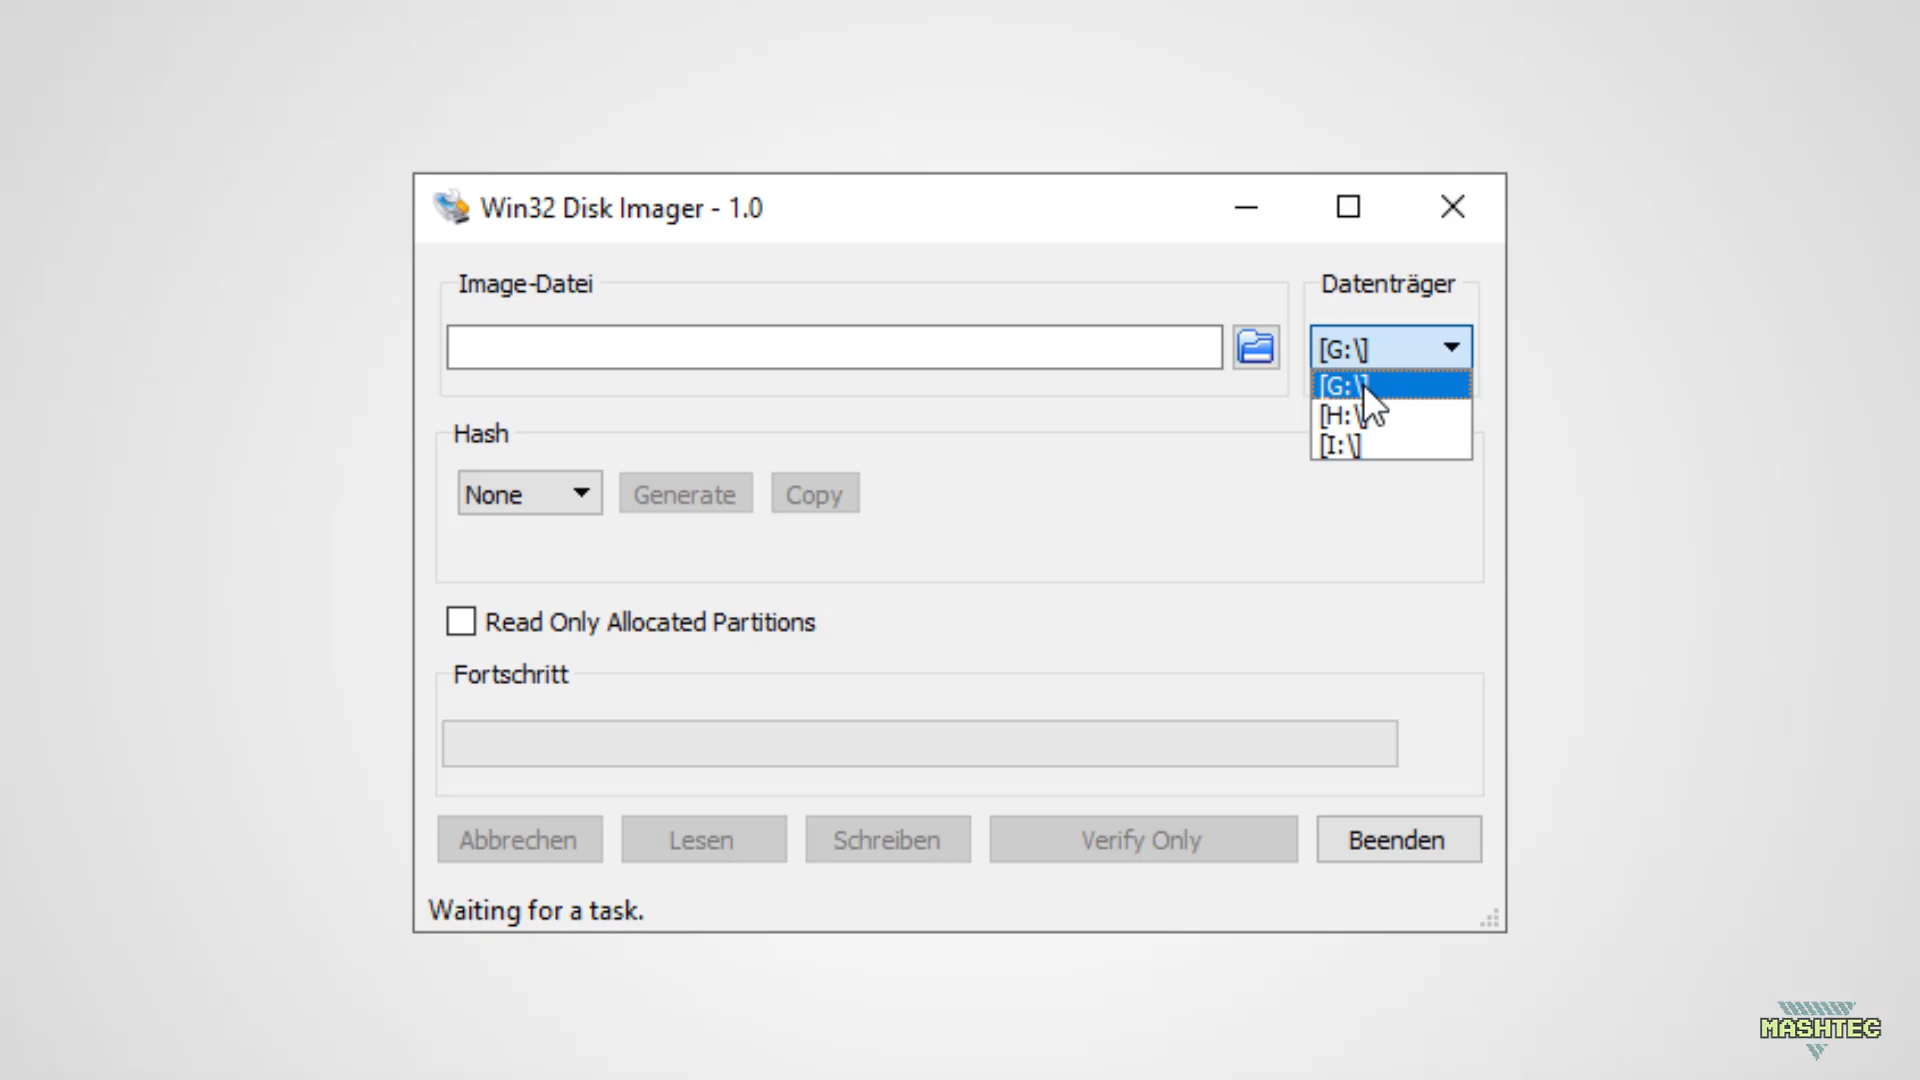 Win32 Disk Imager - 1.0
Image-Datei
Datenträger
[G:\]
[G:\]
[H:\]
[I:\]
Hash
None
Generate
Copy
Read Only Allocated Partitions
Fortschritt
Abbrechen
Lesen
Schreiben
Verify Only
Beenden
Waiting for a task.
MASHTEC